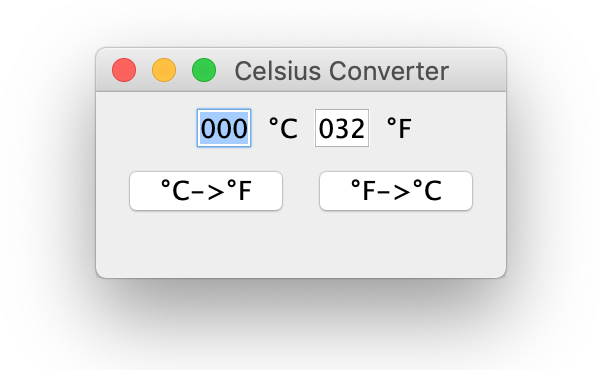 Celsius Converter
000 °C 032 °F
°C->°F °F->°C